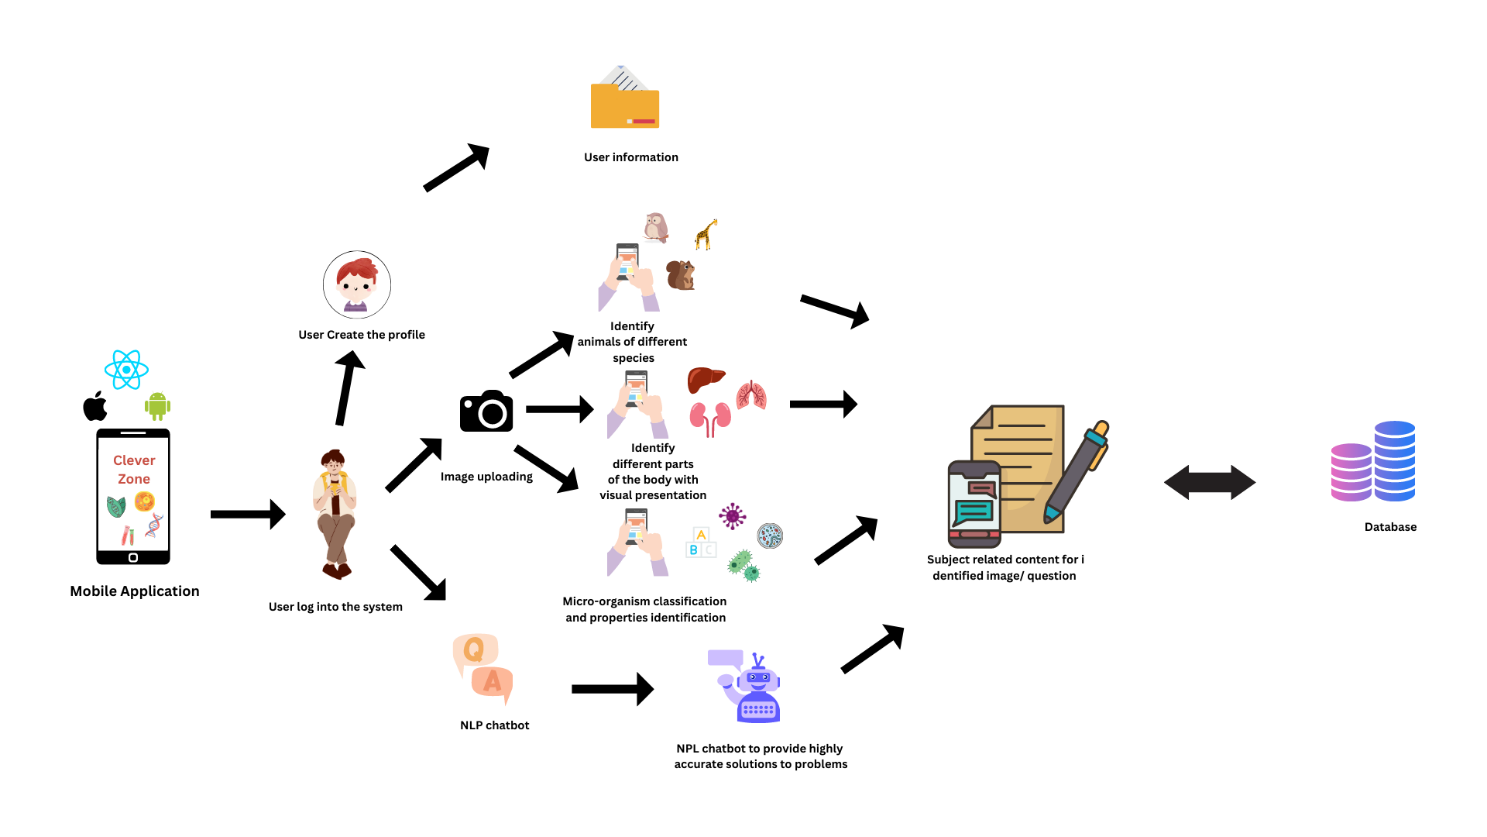 User information
User Create the profile
Clever
Zone
Mobile Application
User log into the system
Image uploading
Identify
animals of different
species
Identify
different parts
of the body with
visual presentation
A
B C
Micro-organism classification
and properties identification
Q
A
NLP chatbot
NPL chatbot to provide highly
accurate solutions to problems
Subject related content for i
dentified image/ question
Database